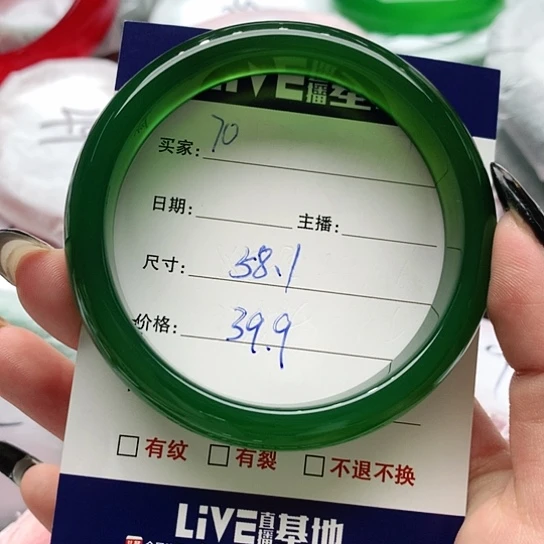 LIVE直播基
买家: 70
日期: 主播:
尺寸: 58.1
价格: 39.9
□有纹 □有裂 □不退不换
LIVE直播基地